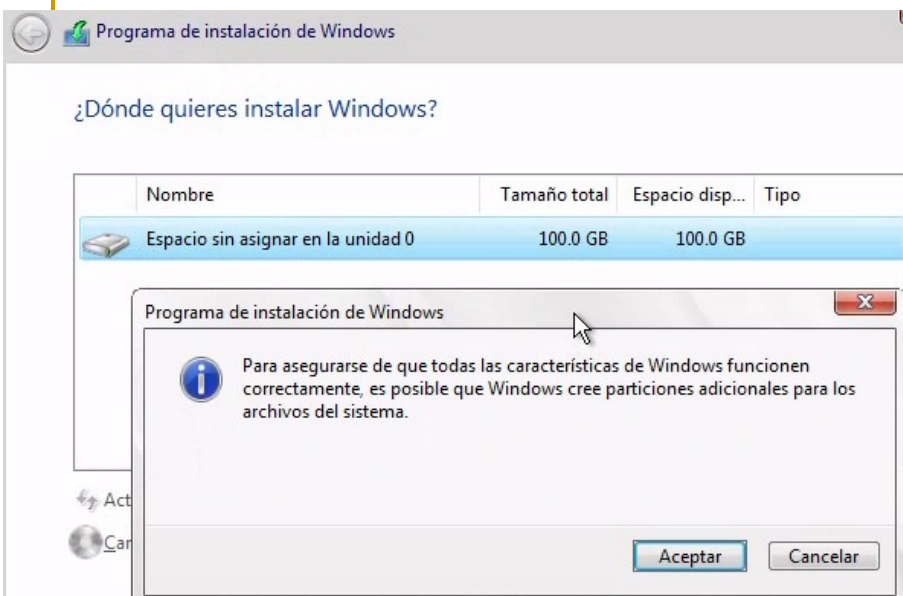 Programa de instalación de Windows
¿Dónde quieres instalar Windows?
Nombre Tamaño total Espacio disp... Tipo
Espacio sin asignar en la unidad 0 100.0 GB 100.0 GB
Programa de instalación de Windows
Para asegurarse de que todas las características de Windows funcionen
correctamente, es posible que Windows cree particiones adicionales para los
archivos del sistema.
Act
Car
Aceptar Cancelar